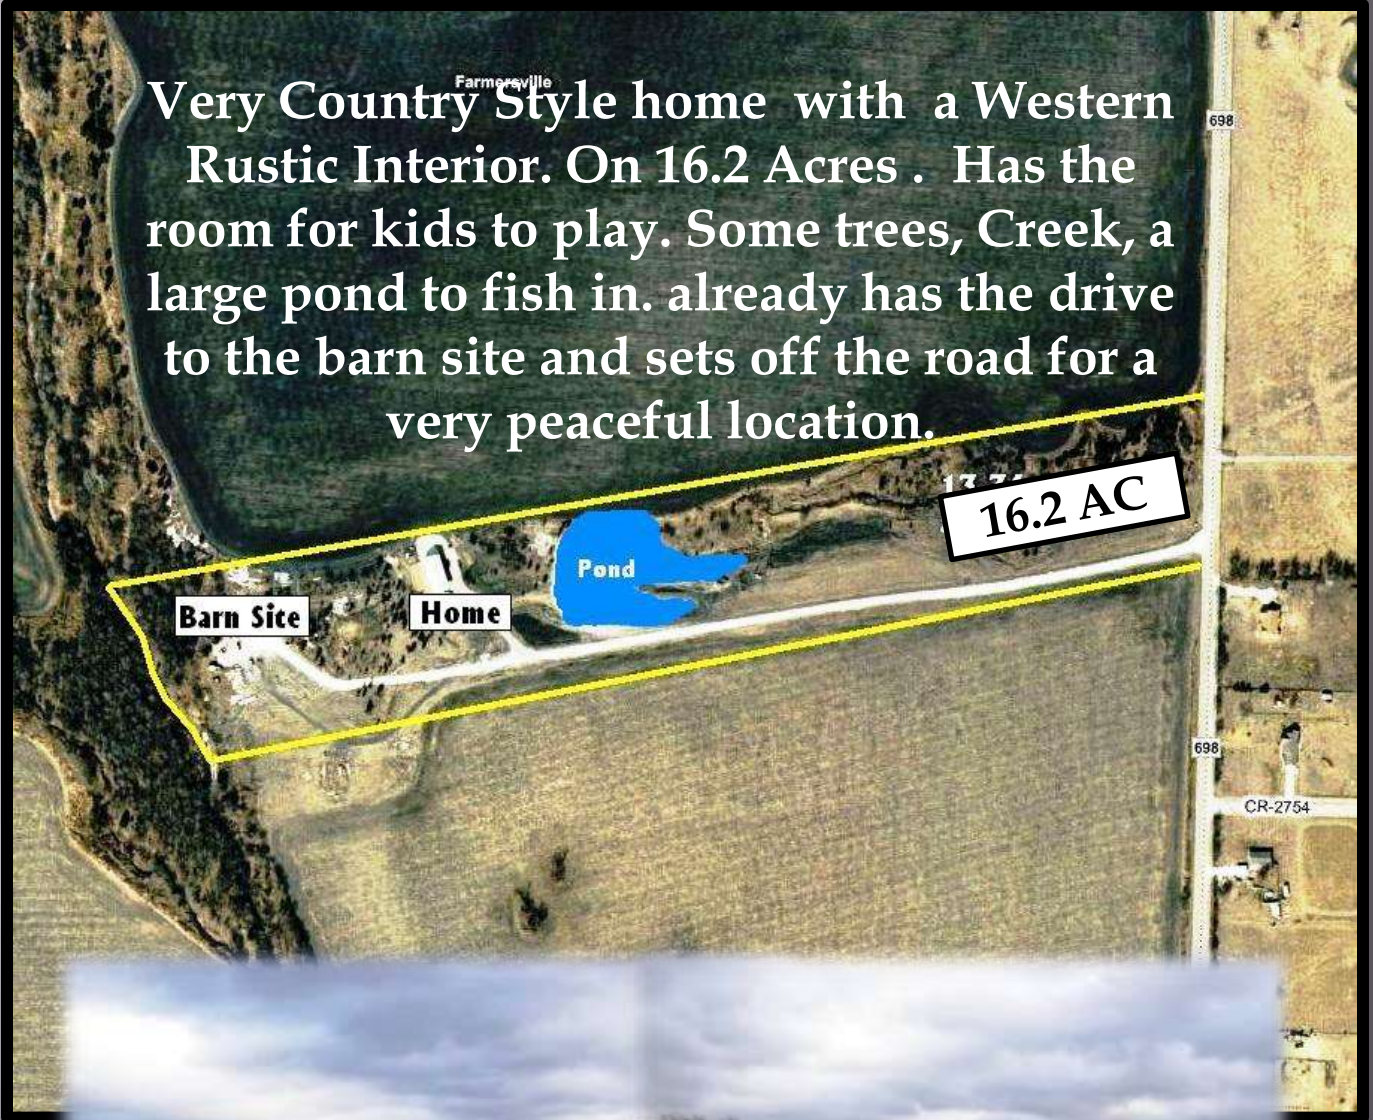 Farmersville
Very Country Style home with a Western
Rustic Interior. On 16.2 Acres . Has the
room for kids to play. Some trees, Creek, a
large pond to fish in. already has the drive
to the barn site and sets off the road for a
very peaceful location.
698
16.2 AC
Pond
Barn Site
Home
698
CR-2754